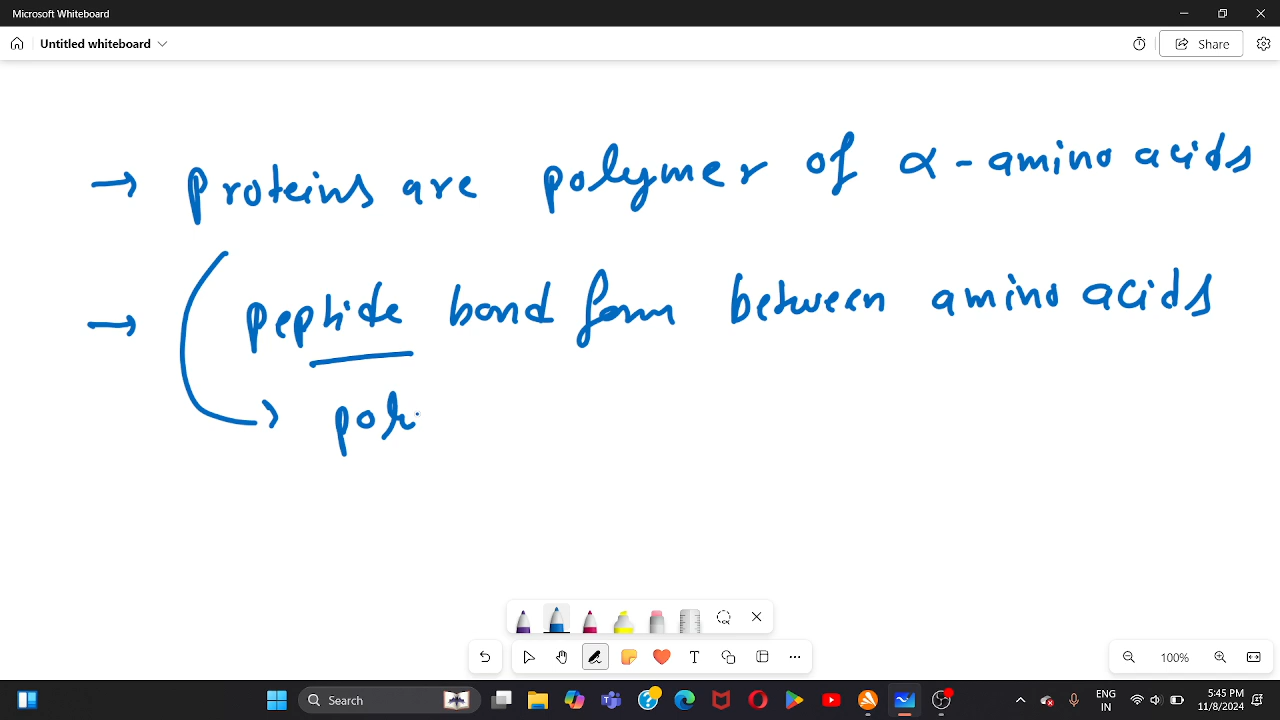 Microsoft Whiteboard
Untitled whiteboard
Share
→ proteins are polymer of α-amino acids
→ peptide bond form between amino acids
→ pol
100%
Search
ENG
IN
5:45 PM
11/8/2024